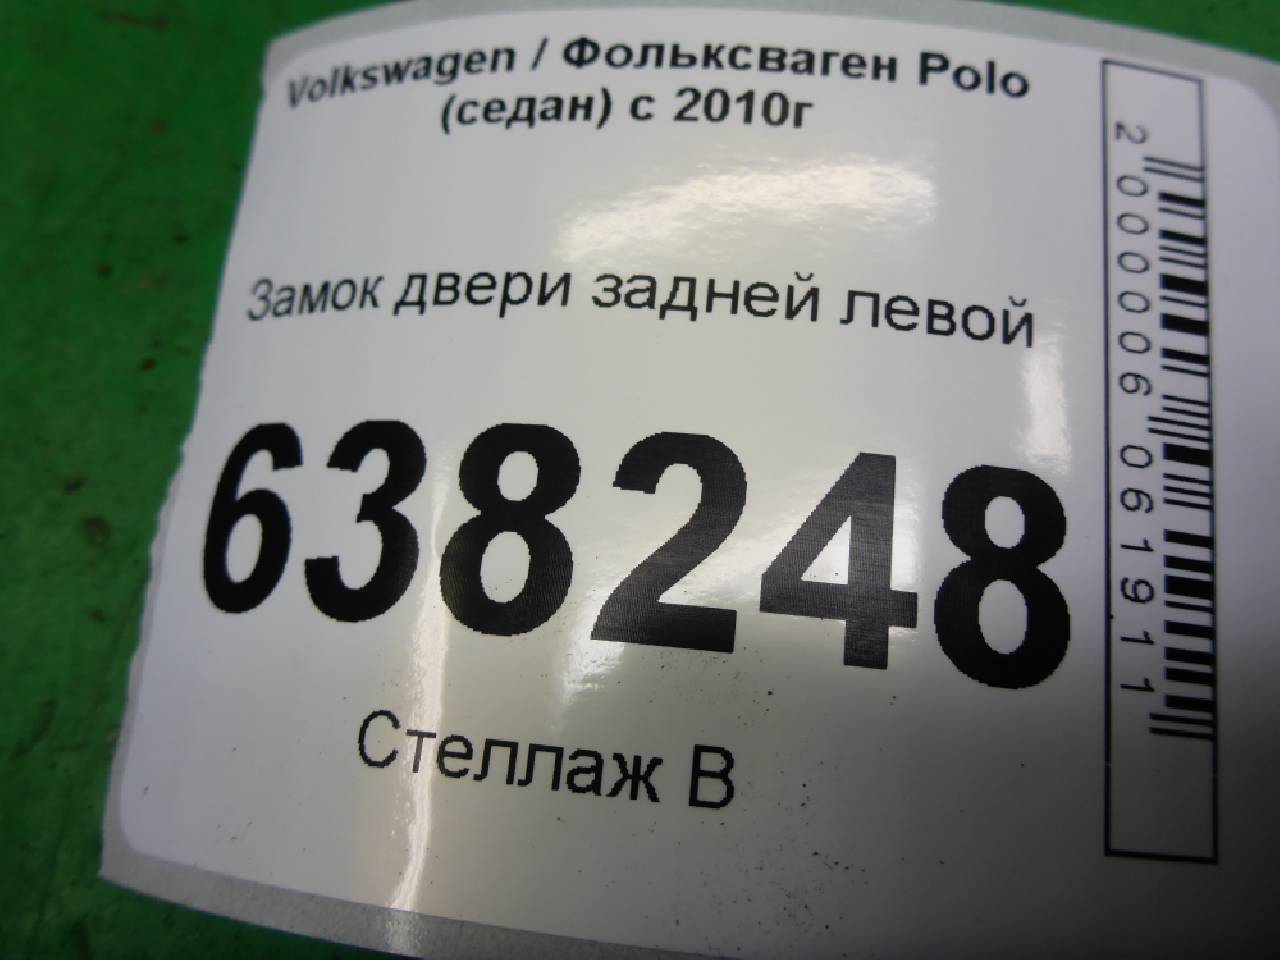 Volkswagen / Фольксваген Polo
(седан) с 2010г
Замок двери задней левой
638248
Стеллаж В
2000006061911